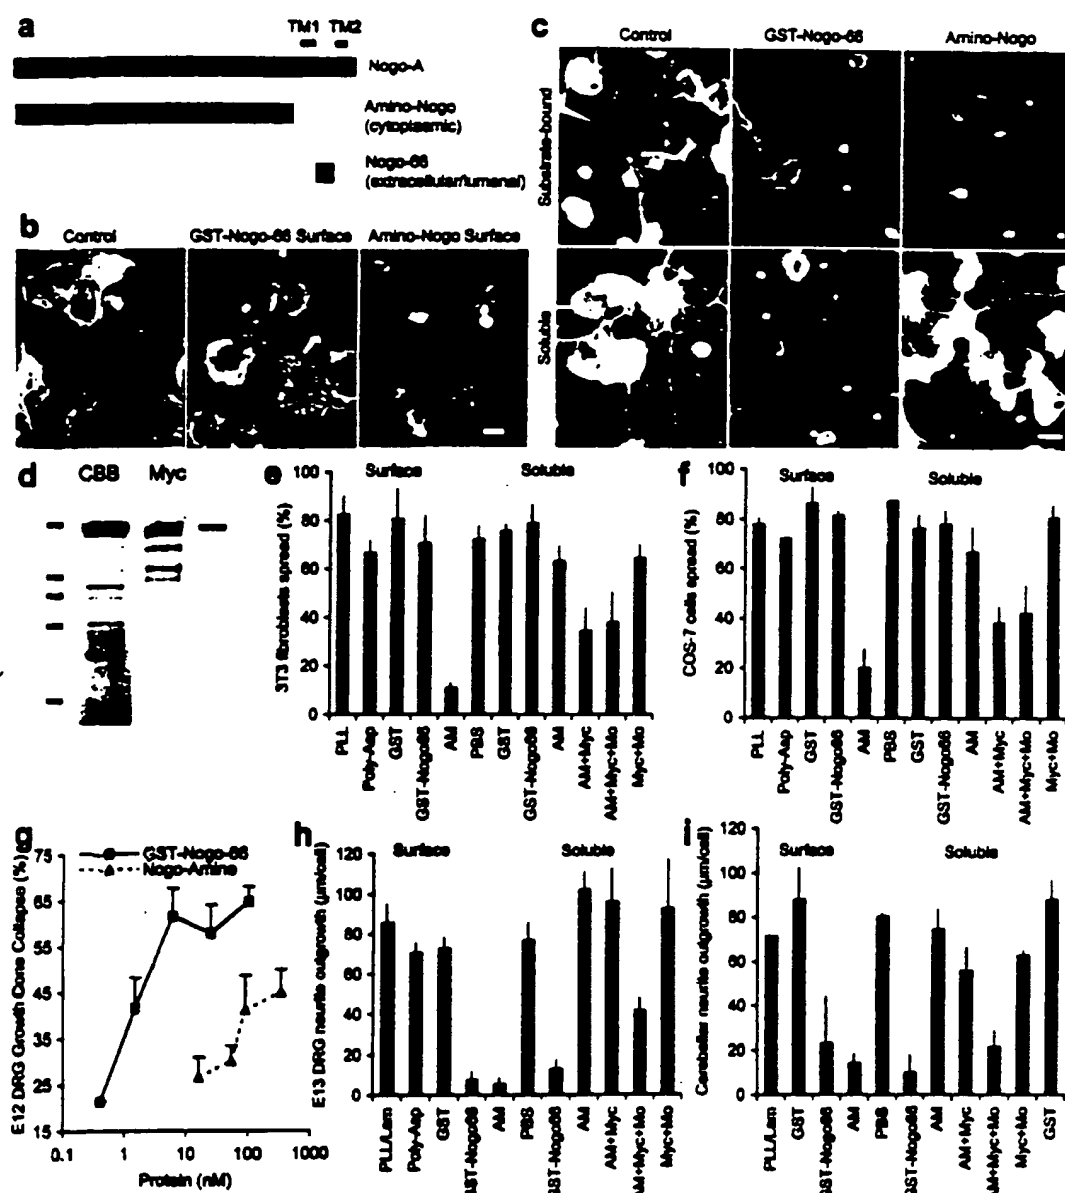 a
TM1 TM2
Nogo-A
Amino-Nogo
(cytoplasmic)
Nogo-66
(extracellular/lumenal)
b
Control
GST-Nogo-66 Surface
Amino-Nogo Surface
c
Control
GST-Nogo-66
Amino-Nogo
Substrate-bound
Soluble
d
CBB
Myc
e
Surface
Soluble
3T3 fibroblasts spread (%)
100
80
60
40
20
0
PLL
Poly-Asp
GST
GST-Nogo66
AM
PBS
GST
GST-Nogo66
AM
AM+Myc
AM+Myc+Mo
Myc+Mo
f
Surface
Soluble
COS-7 cells spread (%)
100
80
60
40
20
0
PLL
Poly-Asp
GST
GST-Nogo66
AM
PBS
GST
GST-Nogo66
AM
AM+Myc
AM+Myc+Mo
Myc+Mo
g
GST-Nogo-66
Nogo-Amino
E12 DRG Growth Cone Collapse (%)
75
65
55
45
35
25
15
0.1
1
10
100
1000
Protein (nM)
h
Surface
Soluble
E13 DRG neurite outgrowth (µm/cell)
120
100
80
60
40
20
0
PLL/Lam
Poly-Asp
GST
GST-Nogo66
AM
PBS
GST-Nogo66
AM
AM+Myc
AM+Myc+Mo
Myc+Mo
i
Surface
Soluble
Cerebellar neurite outgrowth (µm/cell)
120
100
80
60
40
20
0
PLL/Lam
GST
GST-Nogo66
AM
PBS
GST-Nogo66
AM
AM+Myc
AM+Myc+Mo
Myc+Mo
GST